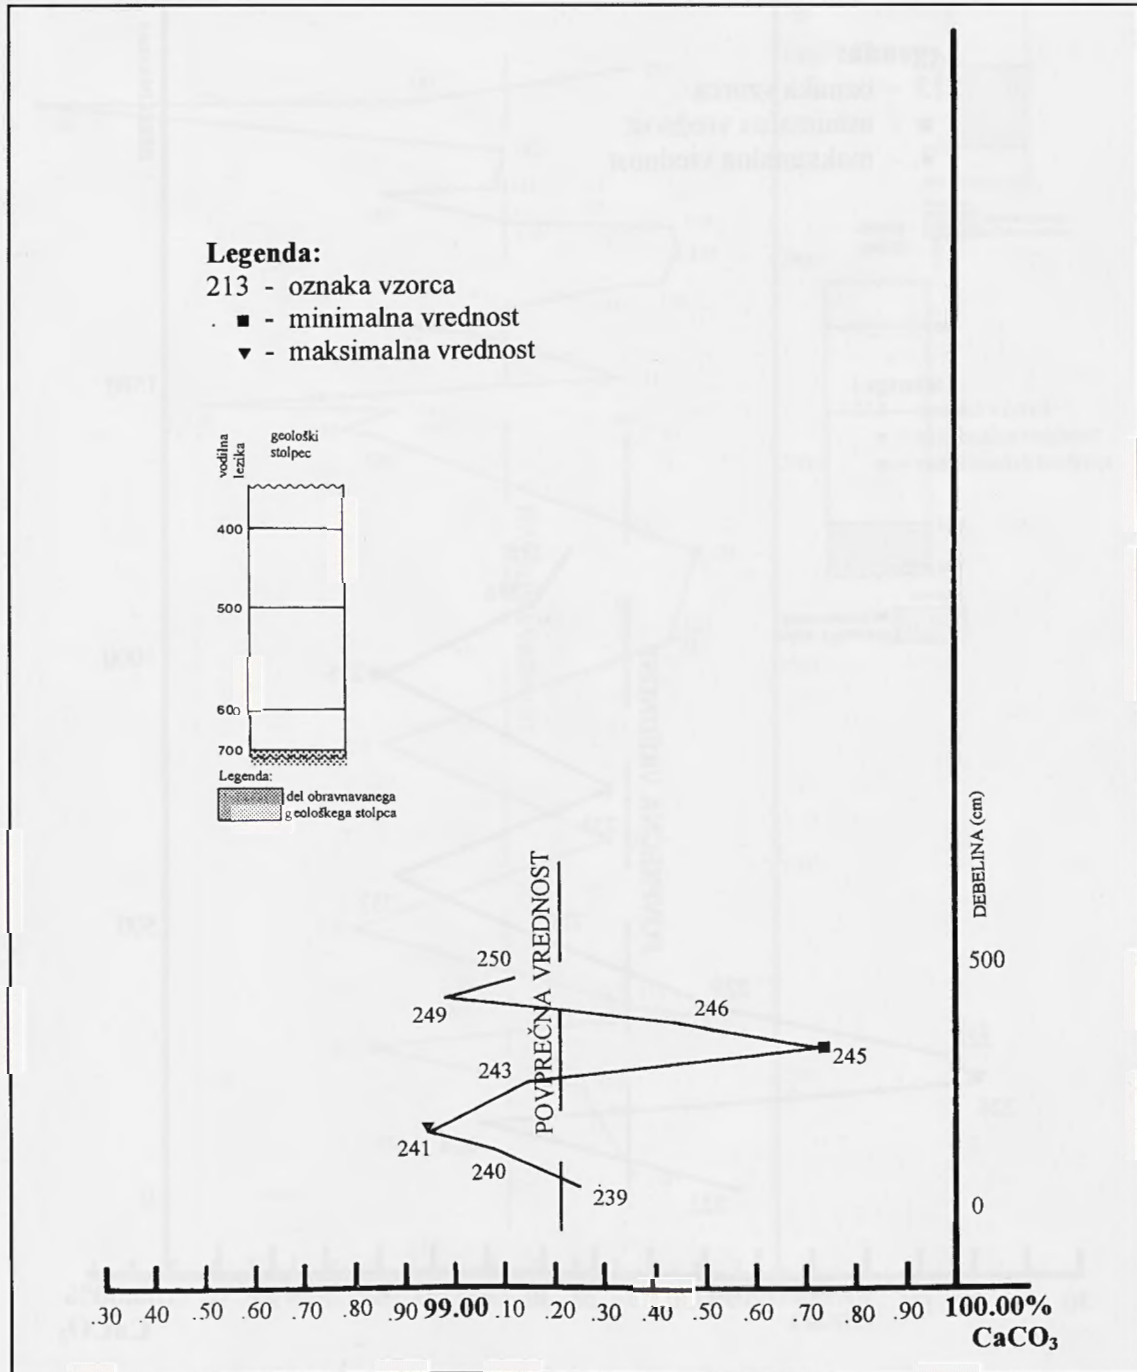 Legenda:
213 - oznaka vzorca
■ - minimalna vrednost
▼ - maksimalna vrednost
vodilna
lezika
geološki
stolpec
400
500
600
700
Legenda:
del obravnavanega
geološkega stolpca
DEBELINA (cm)
POVPREČNA VREDNOST
500
250
249
246
245
243
241
240
239
0
.30 .40 .50 .60 .70 .80 .90 99.00 .10 .20 .30 .40 .50 .60 .70 .80 .90 100.00%
CaCO₃